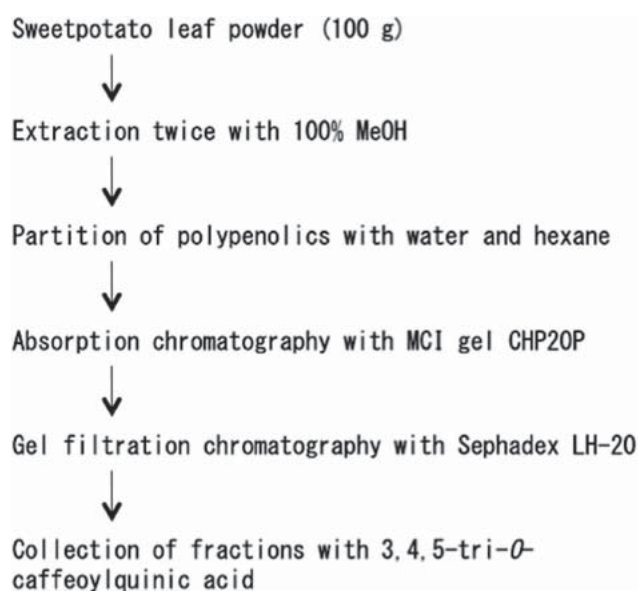 Sweetpotato leaf powder (100 g)
Extraction twice with 100% MeOH
Partition of polypenolics with water and hexane
Absorption chromatography with MCI gel CHP20P
Gel filtration chromatography with Sephadex LH-20
Collection of fractions with 3,4,5-tri-O-
caffeoylquinic acid